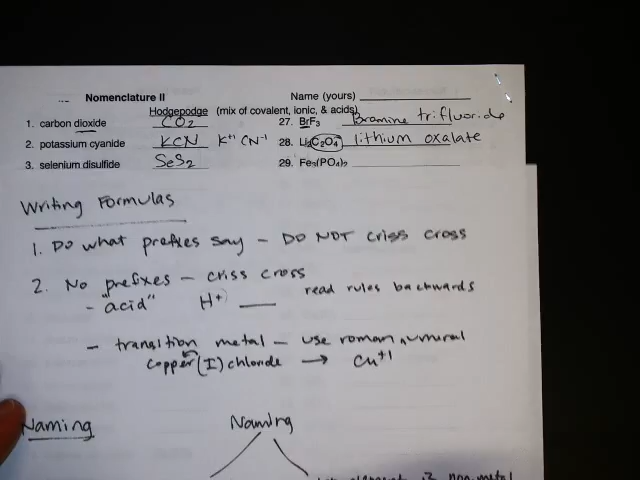 Nomenclature II Name (yours)
Hodgepodge (mix of covalent, ionic, & acids)
1. carbon dioxide CO₂ 27. BrF₃ Bromine trifluoride
2. potassium cyanide KCN K⁺¹ CN⁻¹ 28. Li₂C₂O₄ lithium oxalate
3. selenium disulfide SeS₂ 29. Fe₃(PO₄)₂
Writing Formulas
1. Do what prefixes say - DO NOT criss cross
2. No prefixes - criss cross
- "acid" H⁺ read rules backwards
- transition metal - use roman numeral
copper (I) chloride → Cu⁺¹
Naming Naming
is non-metal